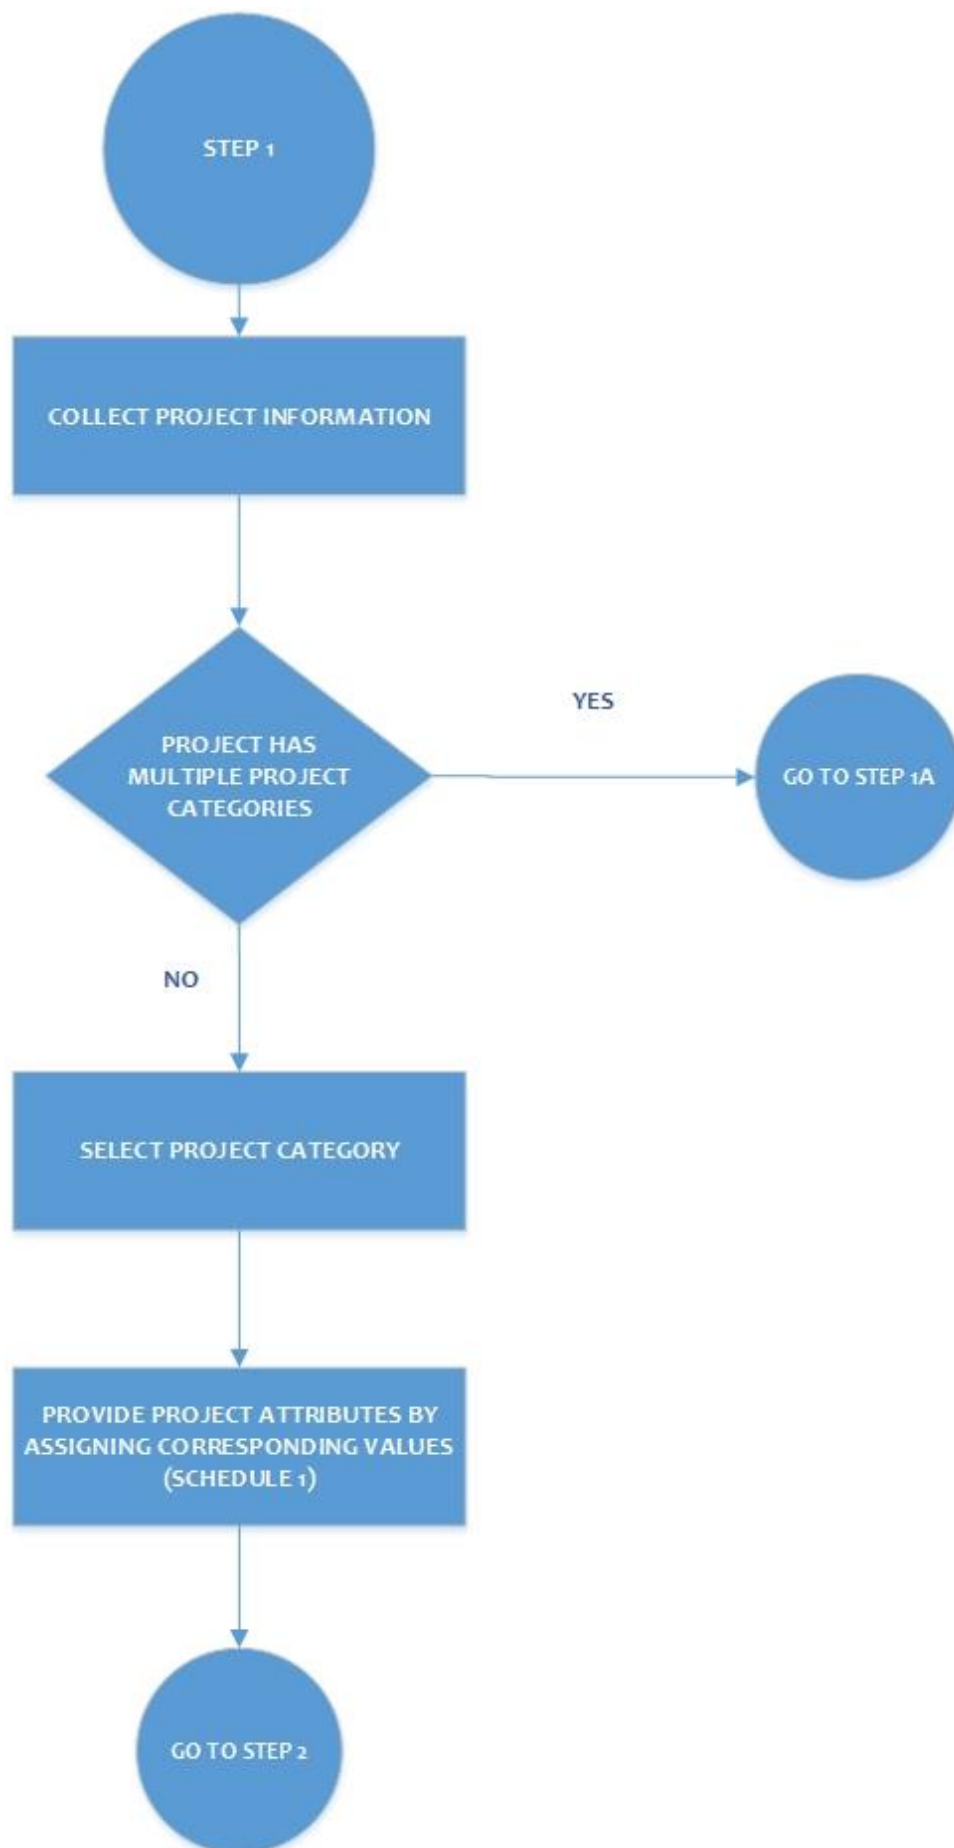 STEP 1
COLLECT PROJECT INFORMATION
PROJECT HAS
MULTIPLE PROJECT
CATEGORIES
YES
GO TO STEP 1A
NO
SELECT PROJECT CATEGORY
PROVIDE PROJECT ATTRIBUTES BY
ASSIGNING CORRESPONDING VALUES
(SCHEDULE 1)
GO TO STEP 2